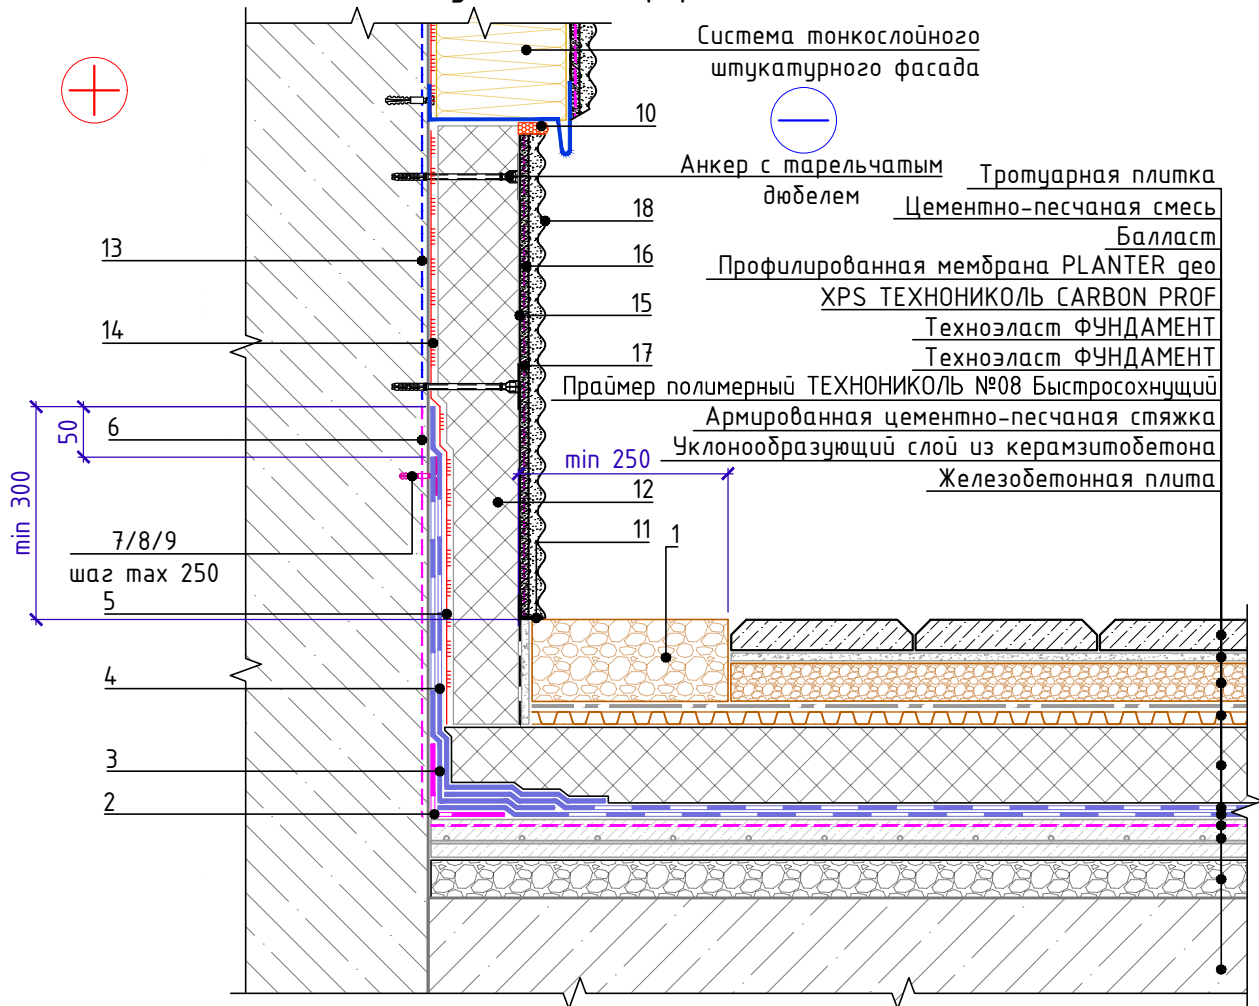 Система тонкослойного
штукатурного фасада
10
Анкер с тарельчатым
дюбелем
Тротуарная плитка
Цементно-песчаная смесь
Балласт
Профилированная мембрана PLANTER geo
XPS ТЕХНОНИКОЛЬ CARBON PROF
Техноэласт ФУНДАМЕНТ
Техноэласт ФУНДАМЕНТ
Праймер полимерный ТЕХНОНИКОЛЬ №08 Быстросохнущий
Армированная цементно-песчаная стяжка
Уклонообразующий слой из керамзитобетона
Железобетонная плита
18
16
15
17
min 250
12
11
1
13
14
50
6
min 300
7/8/9
шаг max 250
5
4
3
2